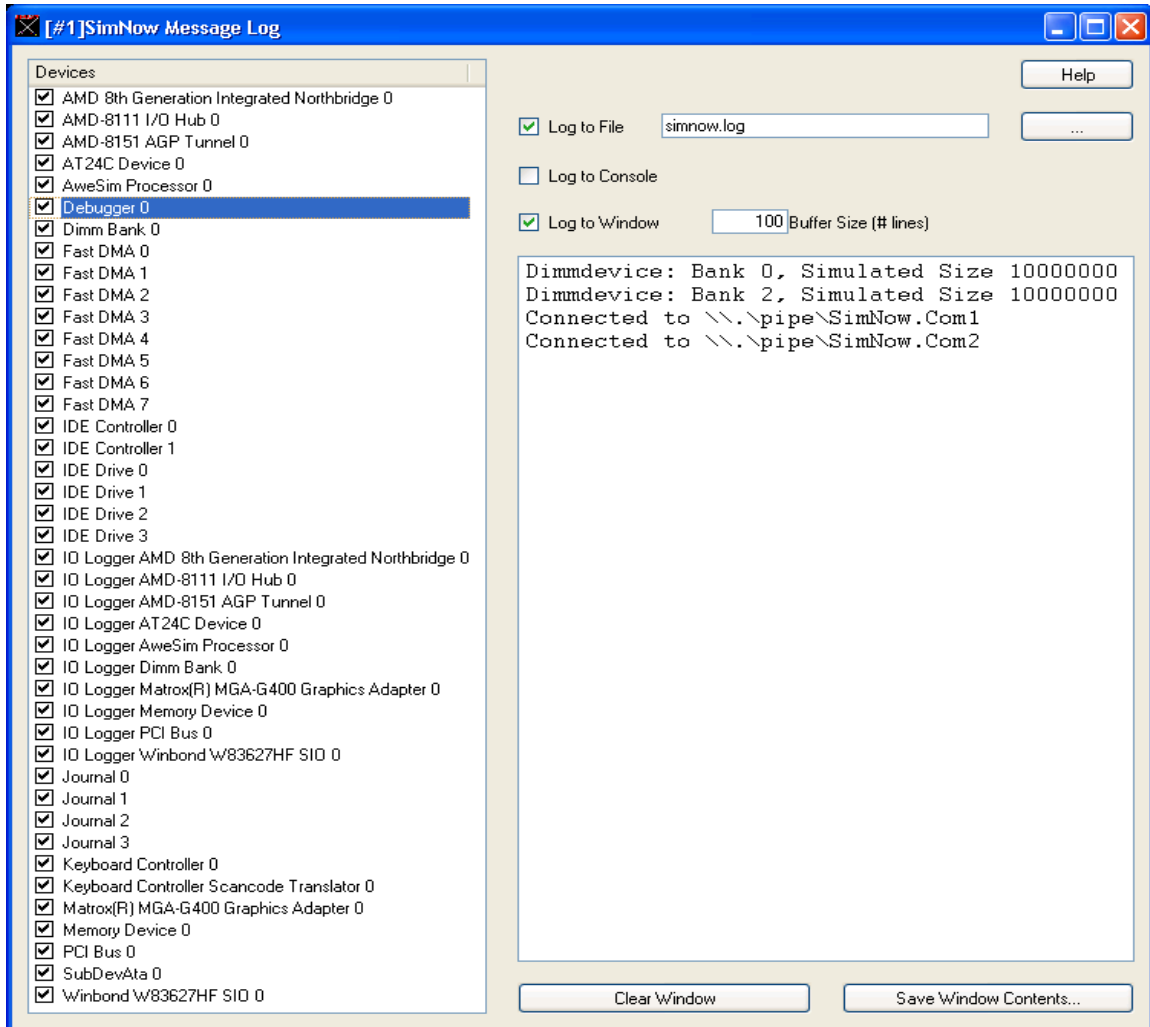 [#1]SimNow Message Log
Devices
AMD 8th Generation Integrated Northbridge 0
AMD-8111 I/O Hub 0
AMD-8151 AGP Tunnel 0
AT24C Device 0
AweSim Processor 0
Debugger 0
Dimm Bank 0
Fast DMA 0
Fast DMA 1
Fast DMA 2
Fast DMA 3
Fast DMA 4
Fast DMA 5
Fast DMA 6
Fast DMA 7
IDE Controller 0
IDE Controller 1
IDE Drive 0
IDE Drive 1
IDE Drive 2
IDE Drive 3
IO Logger AMD 8th Generation Integrated Northbridge 0
IO Logger AMD-8111 I/O Hub 0
IO Logger AMD-8151 AGP Tunnel 0
IO Logger AT24C Device 0
IO Logger AweSim Processor 0
IO Logger Dimm Bank 0
IO Logger Matrox(R) MGA-G400 Graphics Adapter 0
IO Logger Memory Device 0
IO Logger PCI Bus 0
IO Logger Winbond W83627HF SIO 0
Journal 0
Journal 1
Journal 2
Journal 3
Keyboard Controller 0
Keyboard Controller Scancode Translator 0
Matrox(R) MGA-G400 Graphics Adapter 0
Memory Device 0
PCI Bus 0
SubDevAta 0
Winbond W83627HF SIO 0
Help
Log to File simnow.log ...
Log to Console
Log to Window 100 Buffer Size (# lines)
Dimmdevice: Bank 0, Simulated Size 10000000
Dimmdevice: Bank 2, Simulated Size 10000000
Connected to \\.\pipe\SimNow.Com1
Connected to \\.\pipe\SimNow.Com2
Clear Window Save Window Contents...